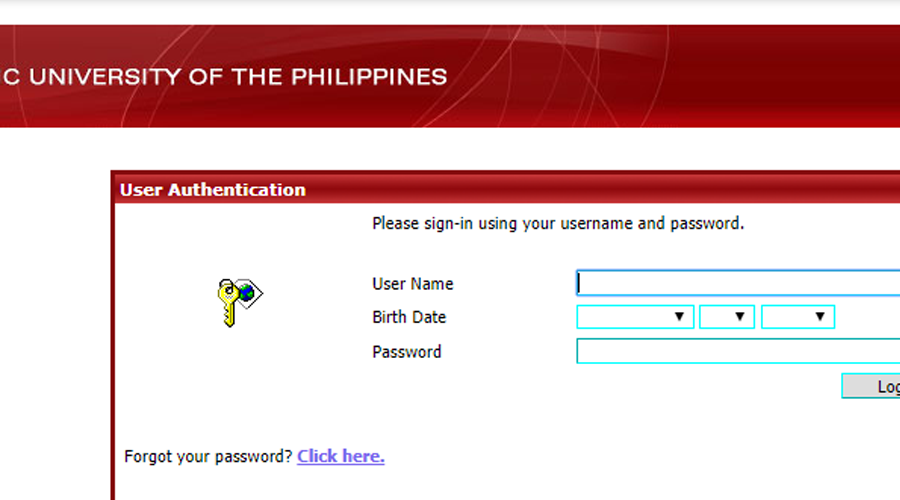 C UNIVERSITY OF THE PHILIPPINES
User Authentication
Please sign-in using your username and password.
User Name
Birth Date
Password
Log
Forgot your password? Click here.